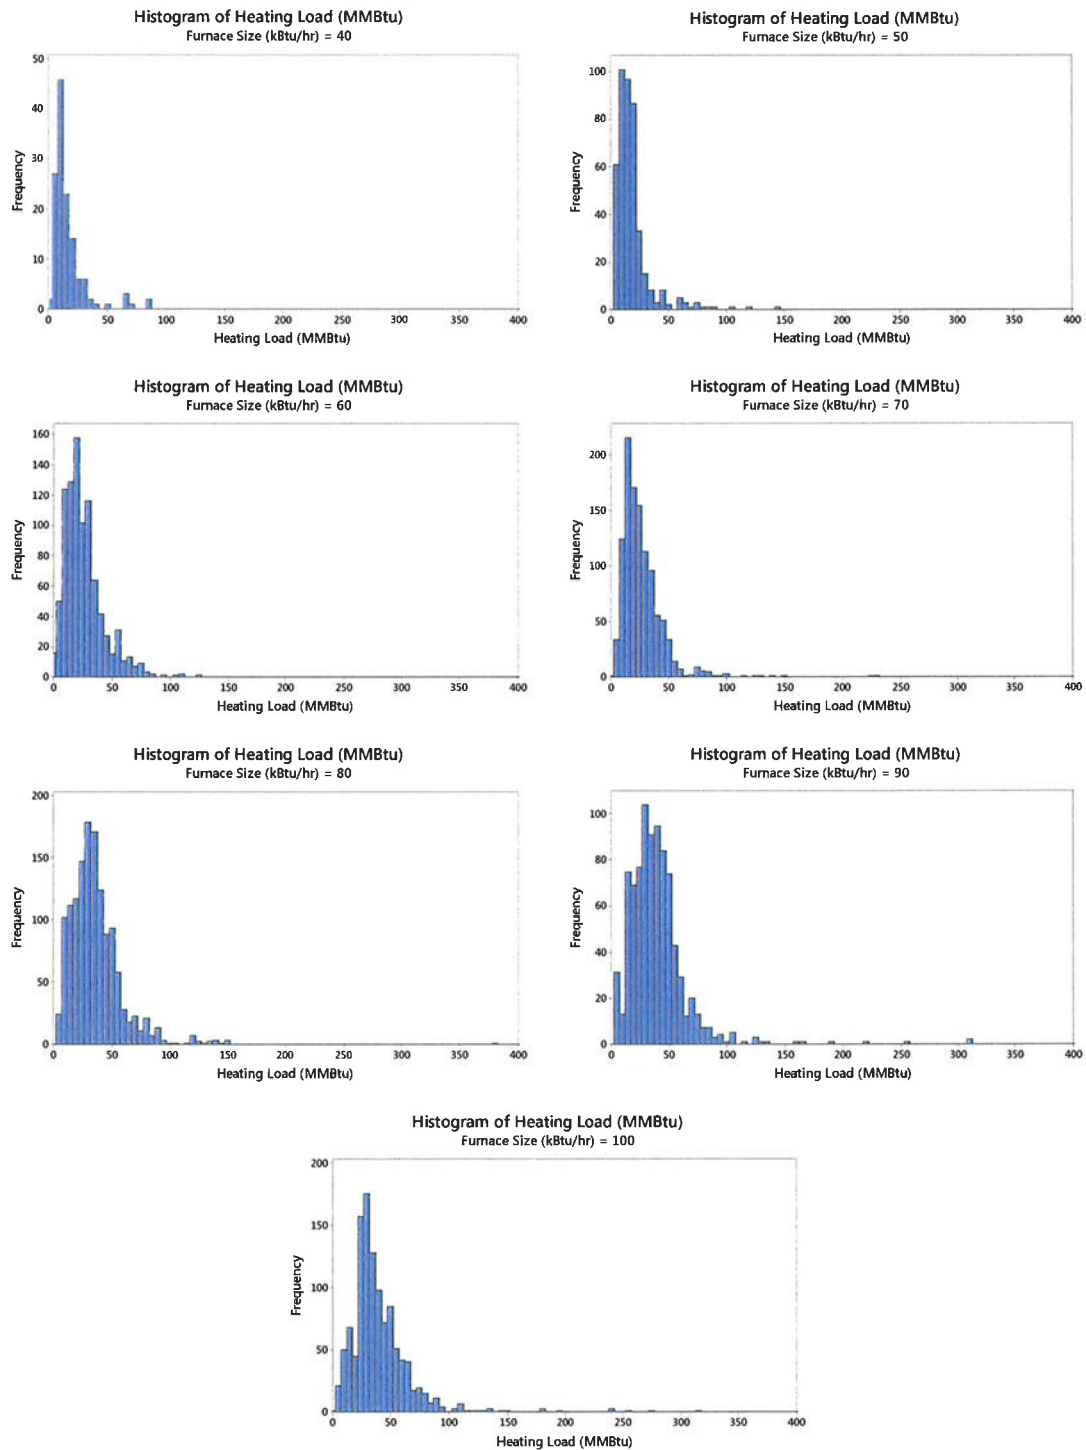 Histogram of Heating Load (MMBtu)
Furnace Size (kBtu/hr) = 40
50
40
30
20
10
0
Frequency
0 50 100 150 200 250 300 350 400
Heating Load (MMBtu)
Histogram of Heating Load (MMBtu)
Furnace Size (kBtu/hr) = 50
100
80
60
40
20
0
Frequency
0 50 100 150 200 250 300 350 400
Heating Load (MMBtu)
Histogram of Heating Load (MMBtu)
Furnace Size (kBtu/hr) = 60
160
140
120
100
80
60
40
20
0
Frequency
0 50 100 150 200 250 300 350 400
Heating Load (MMBtu)
Histogram of Heating Load (MMBtu)
Furnace Size (kBtu/hr) = 70
200
150
100
50
0
Frequency
0 50 100 150 200 250 300 350 400
Heating Load (MMBtu)
Histogram of Heating Load (MMBtu)
Furnace Size (kBtu/hr) = 80
200
150
100
50
0
Frequency
0 50 100 150 200 250 300 350 400
Heating Load (MMBtu)
Histogram of Heating Load (MMBtu)
Furnace Size (kBtu/hr) = 90
100
80
60
40
20
0
Frequency
0 50 100 150 200 250 300 350 400
Heating Load (MMBtu)
Histogram of Heating Load (MMBtu)
Furnace Size (kBtu/hr) = 100
200
150
100
50
0
Frequency
0 50 100 150 200 250 300 350 400
Heating Load (MMBtu)